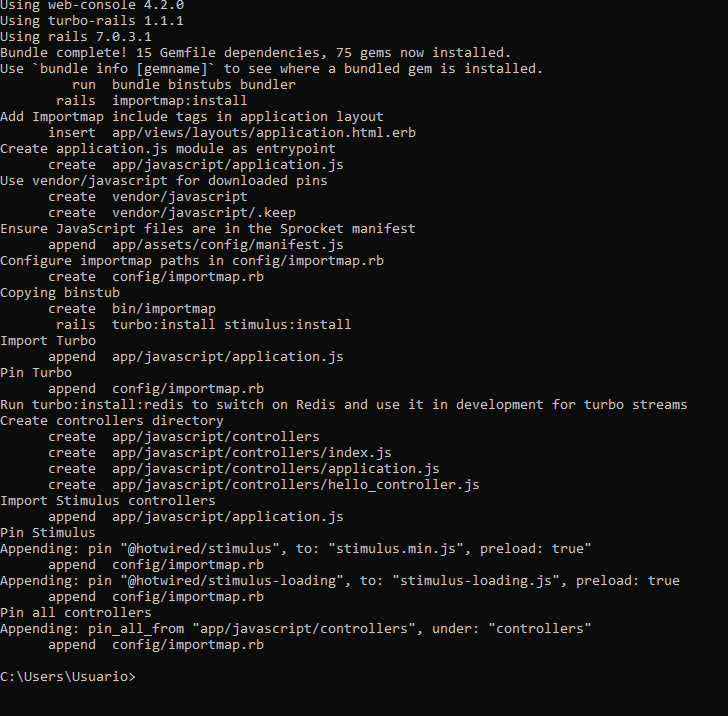 Using web-console 4.2.0
Using turbo-rails 1.1.1
Using rails 7.0.3.1
Bundle complete! 15 Gemfile dependencies, 75 gems now installed.
Use `bundle info [gemname]` to see where a bundled gem is installed.
         run  bundle binstubs bundler
       rails  importmap:install
Add Importmap include tags in application layout
      insert  app/views/layouts/application.html.erb
Create application.js module as entrypoint
      create  app/javascript/application.js
Use vendor/javascript for downloaded pins
      create  vendor/javascript
      create  vendor/javascript/.keep
Ensure JavaScript files are in the Sprocket manifest
      append  app/assets/config/manifest.js
Configure importmap paths in config/importmap.rb
      create  config/importmap.rb
Copying binstub
      create  bin/importmap
       rails  turbo:install stimulus:install
Import Turbo
      append  app/javascript/application.js
Pin Turbo
      append  config/importmap.rb
Run turbo:install:redis to switch on Redis and use it in development for turbo streams
Create controllers directory
      create  app/javascript/controllers
      create  app/javascript/controllers/index.js
      create  app/javascript/controllers/application.js
      create  app/javascript/controllers/hello_controller.js
Import Stimulus controllers
      append  app/javascript/application.js
Pin Stimulus
Appending: pin "@hotwired/stimulus", to: "stimulus.min.js", preload: true"
      append  config/importmap.rb
Appending: pin "@hotwired/stimulus-loading", to: "stimulus-loading.js", preload: true
      append  config/importmap.rb
Pin all controllers
Appending: pin_all_from "app/javascript/controllers", under: "controllers"
      append  config/importmap.rb
C:\Users\Usuario>